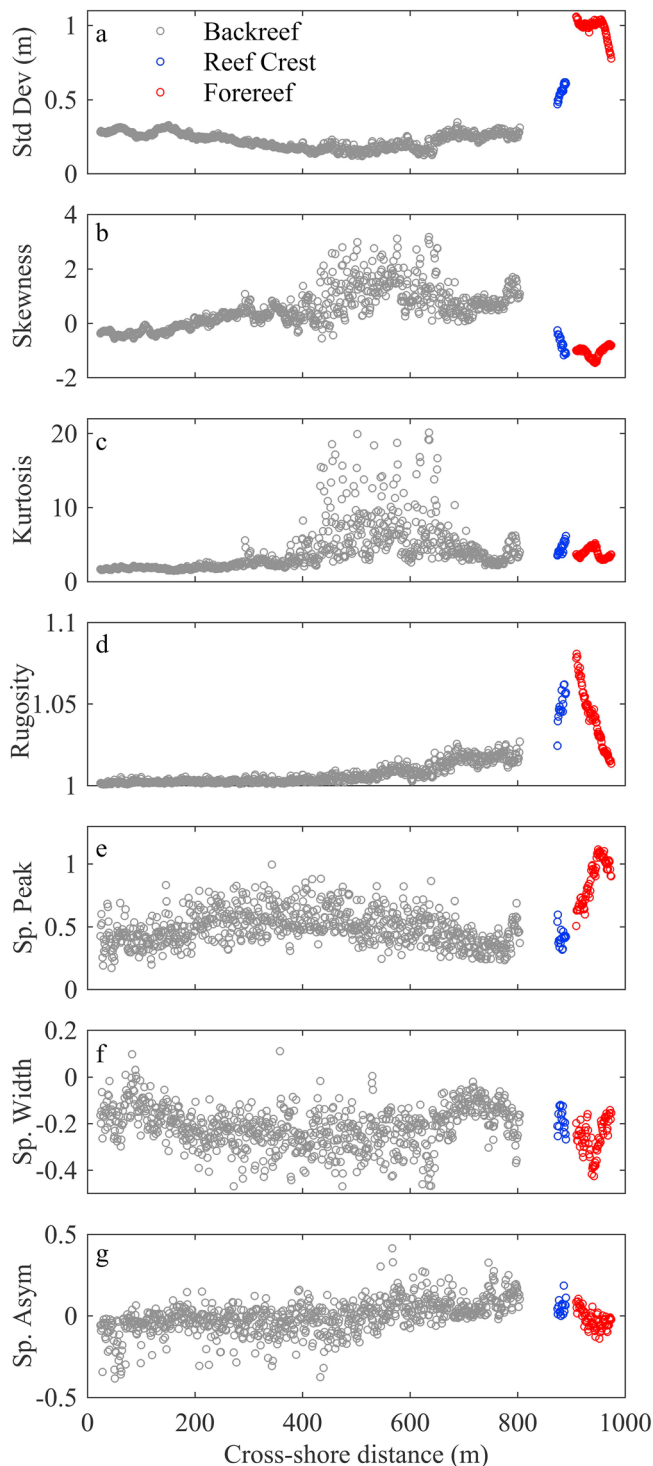 a
Backreef
Reef Crest
Forereef
Std Dev (m)
1
0.5
0
b
Skewness
4
2
0
-2
c
Kurtosis
20
10
0
d
Rugosity
1.1
1.05
1
e
Sp. Peak
1
0.5
0
f
Sp. Width
0.2
0
-0.2
-0.4
g
Sp. Asym
0.5
0
-0.5
0 200 400 600 800 1000
Cross-shore distance (m)